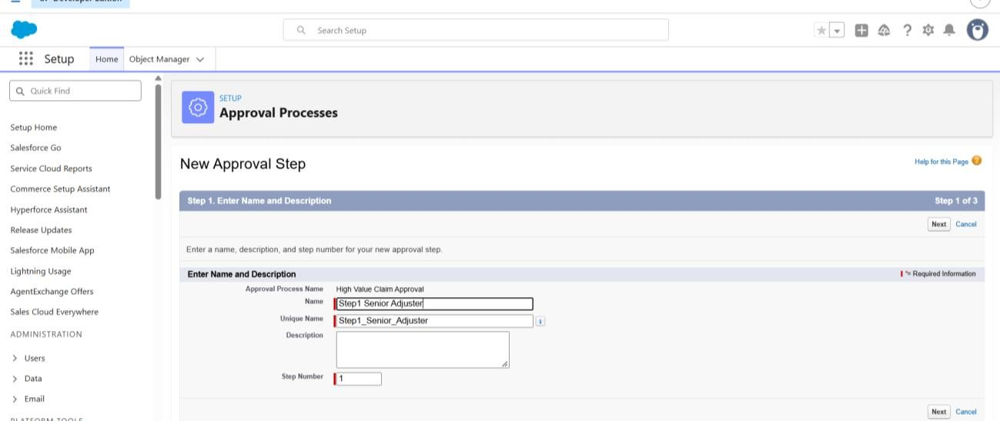 Search Setup
Setup
Home
Object Manager
Quick Find
Setup Home
Salesforce Go
Service Cloud Reports
Commerce Setup Assistant
Hyperforce Assistant
Release Updates
Salesforce Mobile App
Lightning Usage
AgentExchange Offers
Sales Cloud Everywhere
ADMINISTRATION
Users
Data
Email
SETUP
Approval Processes
New Approval Step
Help for this Page
Step 1. Enter Name and Description
Step 1 of 3
Next Cancel
Enter a name, description, and step number for your new approval step.
Enter Name and Description
= Required Information
Approval Process Name High Value Claim Approval
Name Step1 Senior Adjuster
Unique Name Step1_Senior_Adjuster
Description
Step Number 1
Next Cancel